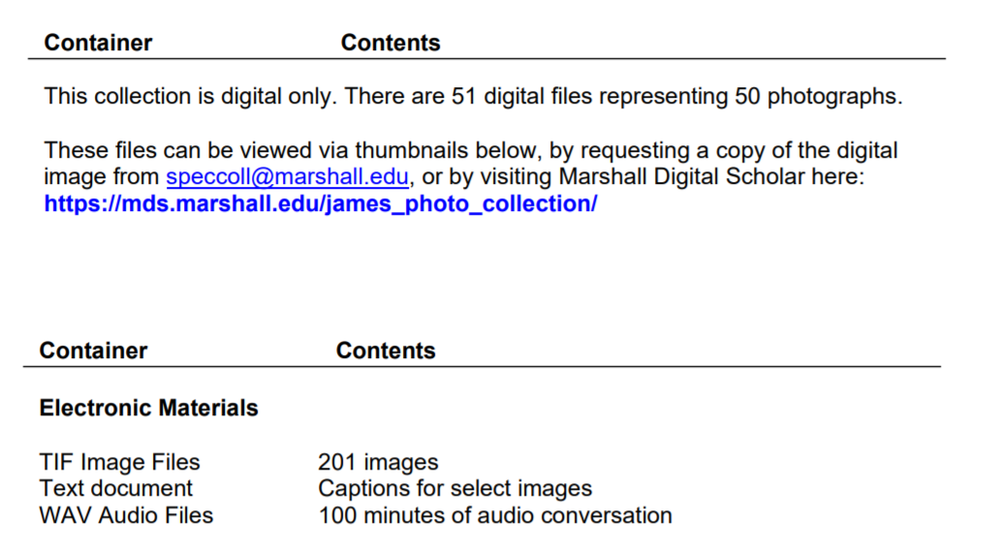 Container Contents
This collection is digital only. There are 51 digital files representing 50 photographs.
These files can be viewed via thumbnails below, by requesting a copy of the digital
image from speccoll@marshall.edu, or by visiting Marshall Digital Scholar here:
https://mds.marshall.edu/james_photo_collection/
Container Contents
Electronic Materials
TIF Image Files 201 images
Text document Captions for select images
WAV Audio Files 100 minutes of audio conversation